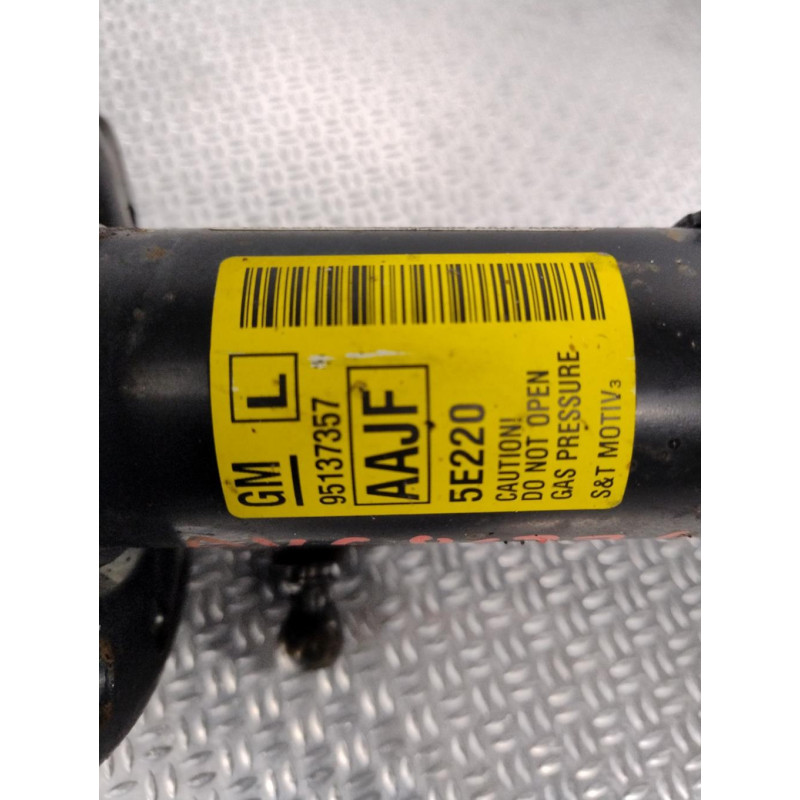 GM L
95137357
AAJF
5E220
CAUTION!
DO NOT OPEN
GAS PRESSURE
S&T MOTIV3